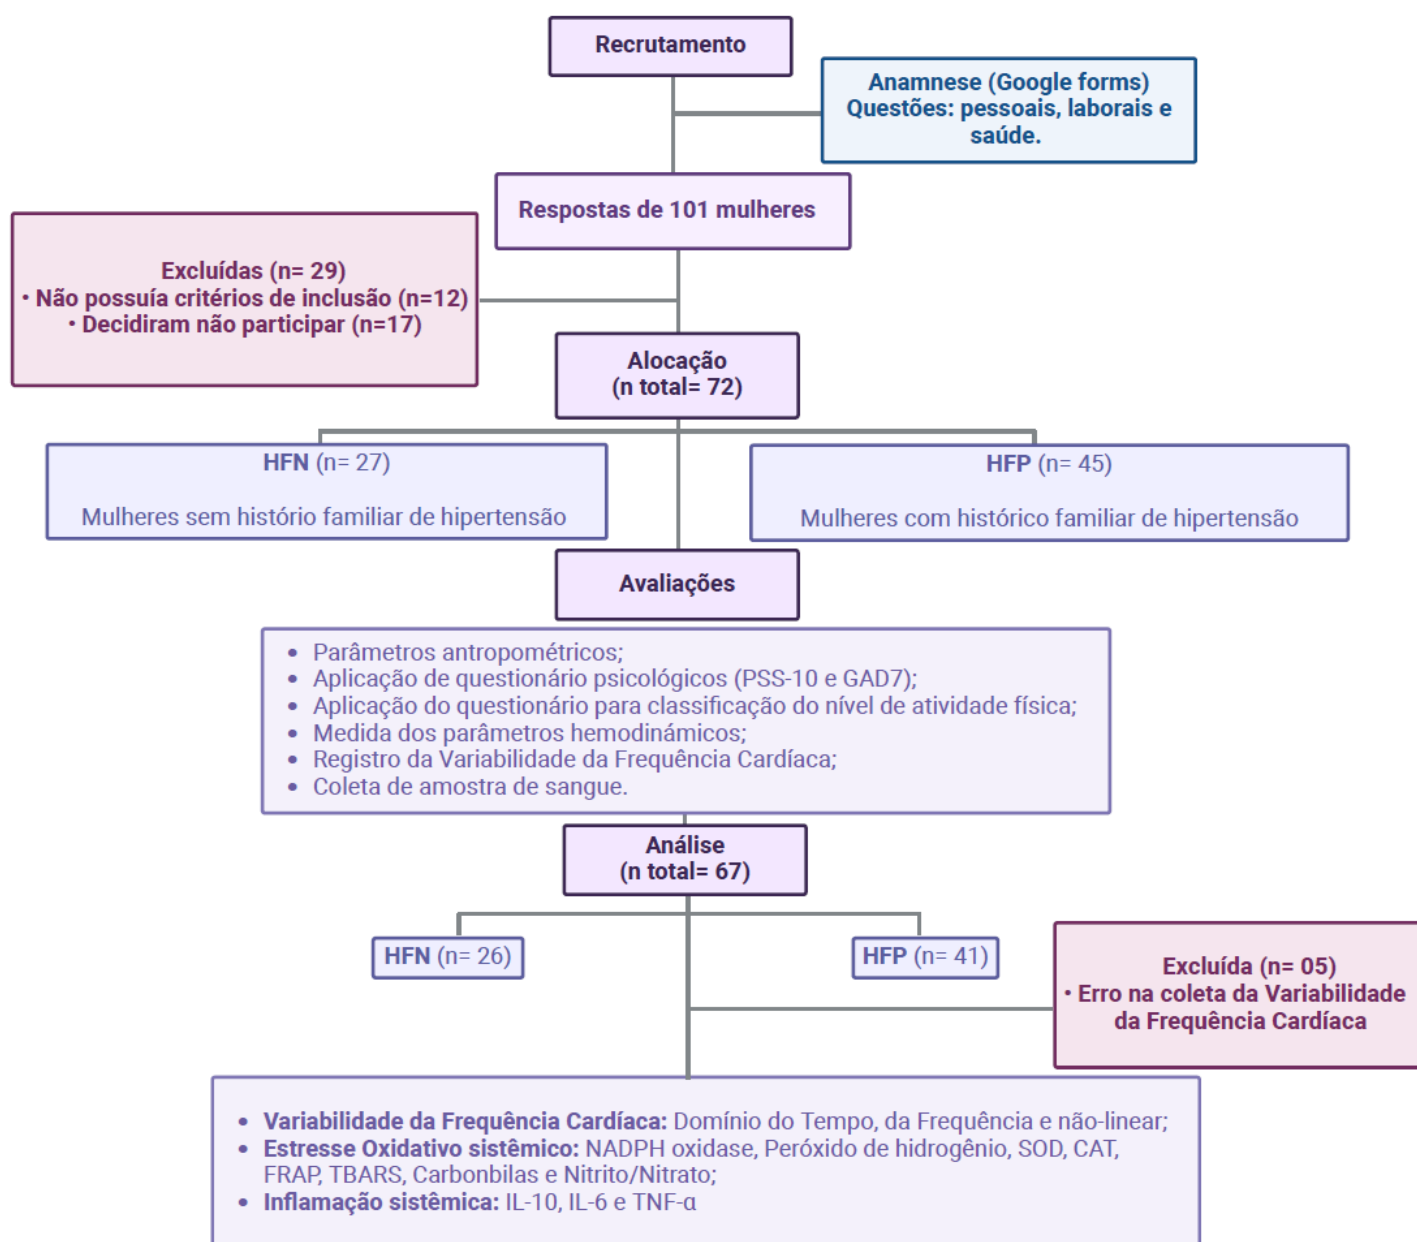 Recrutamento
Anamnese (Google forms)
Questões: pessoais, laborais e
saúde.
Respostas de 101 mulheres
Excluídas (n= 29)
• Não possuía critérios de inclusão (n=12)
• Decidiram não participar (n=17)
Alocação
(n total= 72)
HFN (n= 27)
Mulheres sem histório familiar de hipertensão
HFP (n= 45)
Mulheres com histórico familiar de hipertensão
Avaliações
• Parâmetros antropométricos;
• Aplicação de questionário psicológicos (PSS-10 e GAD7);
• Aplicação do questionário para classificação do nível de atividade física;
• Medida dos parâmetros hemodinámicos;
• Registro da Variabilidade da Frequência Cardíaca;
• Coleta de amostra de sangue.
Análise
(n total= 67)
HFN (n= 26)
HFP (n= 41)
Excluída (n= 05)
• Erro na coleta da Variabilidade
da Frequência Cardíaca
• Variabilidade da Frequência Cardíaca: Domínio do Tempo, da Frequência e não-linear;
• Estresse Oxidativo sistêmico: NADPH oxidase, Peróxido de hidrogênio, SOD, CAT,
FRAP, TBARS, Carbonbilas e Nitrito/Nitrato;
• Inflamação sistêmica: IL-10, IL-6 e TNF-α